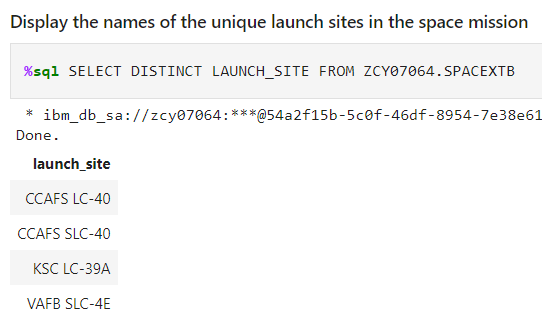 Display the names of the unique launch sites in the space mission
%sql SELECT DISTINCT LAUNCH_SITE FROM ZCY07064.SPACEXTB
* ibm_db_sa://zcy07064:***@54a2f15b-5c0f-46df-8954-7e38e61
Done.
launch_site
CCAFS LC-40
CCAFS SLC-40
KSC LC-39A
VAFB SLC-4E